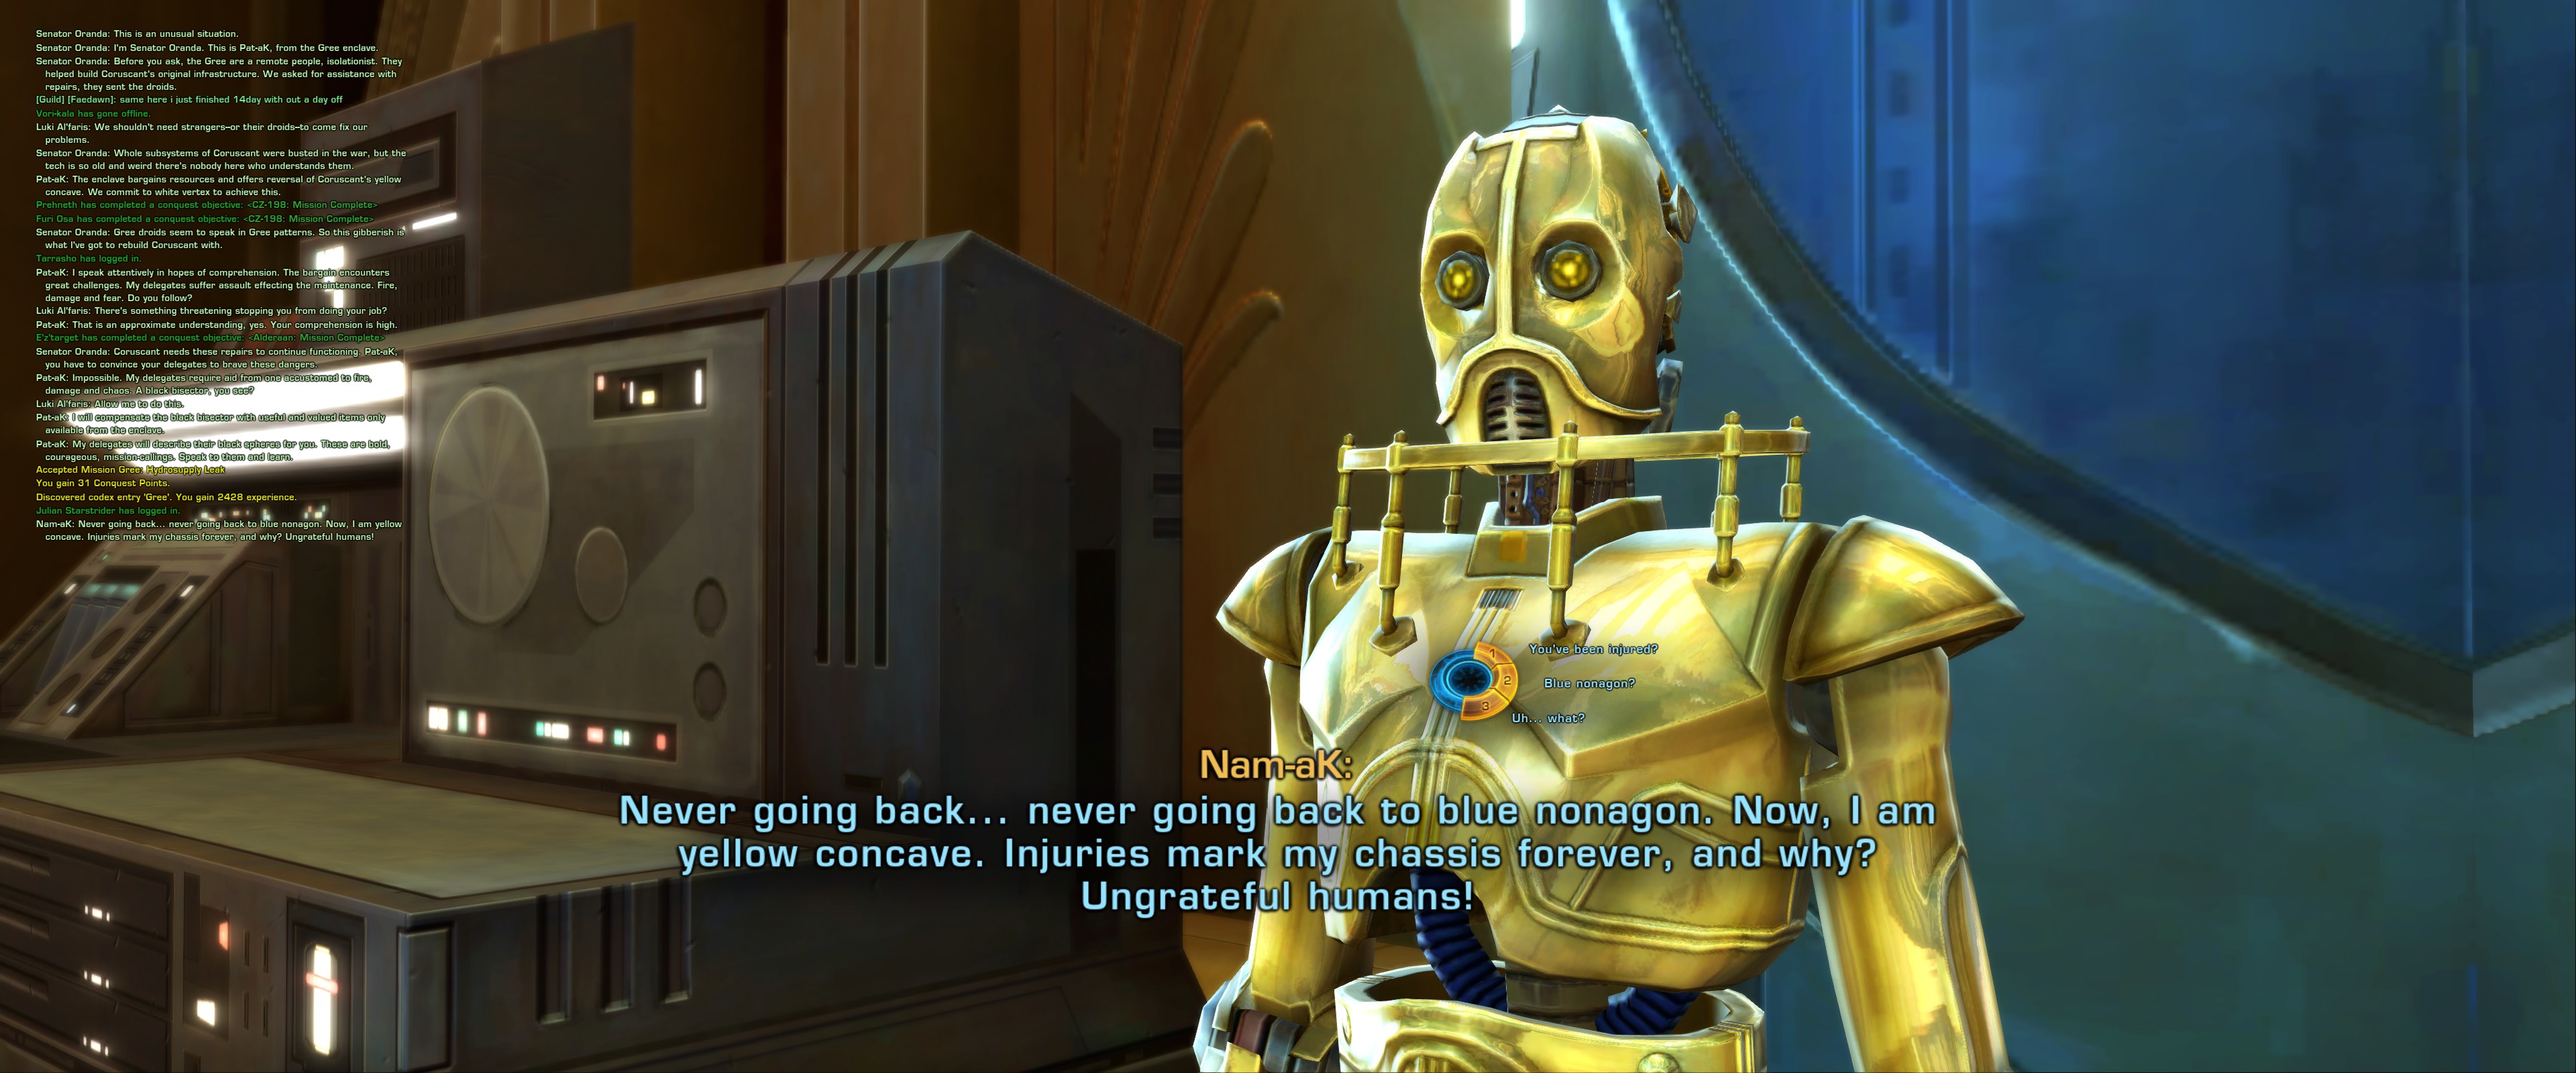 Senator Oranda: This is an unusual situation.
Senator Oranda: I'm Senator Oranda. This is Pat-aK, from the Gree enclave.
Senator Oranda: Before you ask, the Gree are a remote people, isolationist. They
helped build Coruscant's original infrastructure. We asked for assistance with
repairs, they sent the droids.
[Guild] [Faedawn]: same here i just finished 14day with out a day off
Vori-kala has gone offline.
Luki Al'faris: We shouldn't need strangers—or their droids—to come fix our
problems.
Senator Oranda: Whole subsystems of Coruscant were busted in the war, but the
tech is so old and weird there's nobody here who understands them.
Pat-aK: The enclave bargains resources and offers reversal of Coruscant's yellow
concave. We commit to white vertex to achieve this.
Prehneth has completed a conquest objective: <CZ-198: Mission Complete>
Furi Osa has completed a conquest objective: <CZ-198: Mission Complete>
Senator Oranda: Gree droids seem to speak in Gree patterns. So this gibberish is
what I've got to rebuild Coruscant with.
Tarrasho has logged in.
Pat-aK: I speak attentively in hopes of comprehension. The bargain encounters
great challenges. My delegates suffer assault effecting the maintenance. Fire,
damage and fear. Do you follow?
Luki Al'faris: There's something threatening stopping you from doing your job?
Pat-aK: That is an approximate understanding, yes. Your comprehension is high.
E'z'target has completed a conquest objective: <Alderaan: Mission Complete>
Senator Oranda: Coruscant needs these repairs to continue functioning. Pat-aK,
you have to convince your delegates to brave these dangers.
Pat-aK: Impossible. My delegates require aid from one accustomed to fire,
damage and chaos. A black bisector, you see?
Luki Al'faris: Allow me to do this.
Pat-aK: I will compensate the black bisector with useful and valued items only
available from the enclave.
Pat-aK: My delegates will describe their black spheres for you. These are bold,
courageous, mission-callings. Speak to them and learn.
Accepted Mission Gree: Hydrosupply Leak
You gain 31 Conquest Points.
Discovered codex entry 'Gree'. You gain 2428 experience.
Julian Starstrider has logged in.
Nam-aK: Never going back... never going back to blue nonagon. Now, I am yellow
concave. Injuries mark my chassis forever, and why? Ungrateful humans!
1 You've been injured?
2 Blue nonagon?
3 Uh... what?
Nam-aK:
Never going back... never going back to blue nonagon. Now, I am
yellow concave. Injuries mark my chassis forever, and why?
Ungrateful humans!